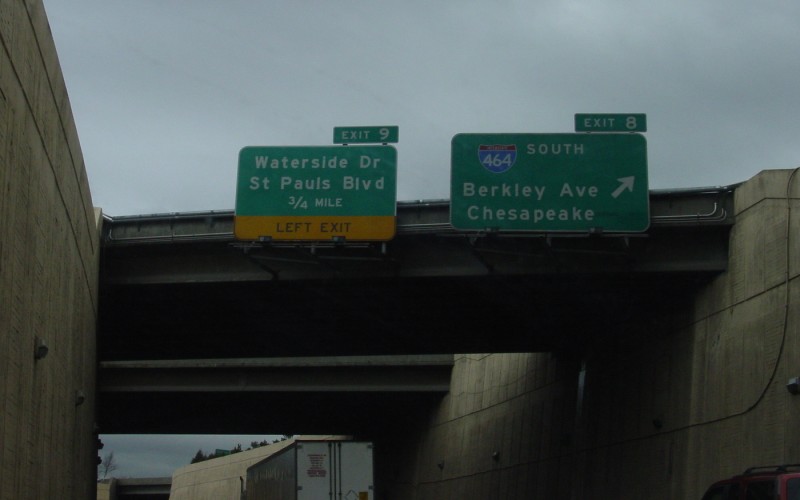 EXIT 9
Waterside Dr
St Pauls Blvd
3/4 MILE
LEFT EXIT
EXIT 8
464 SOUTH
Berkley Ave
Chesapeake